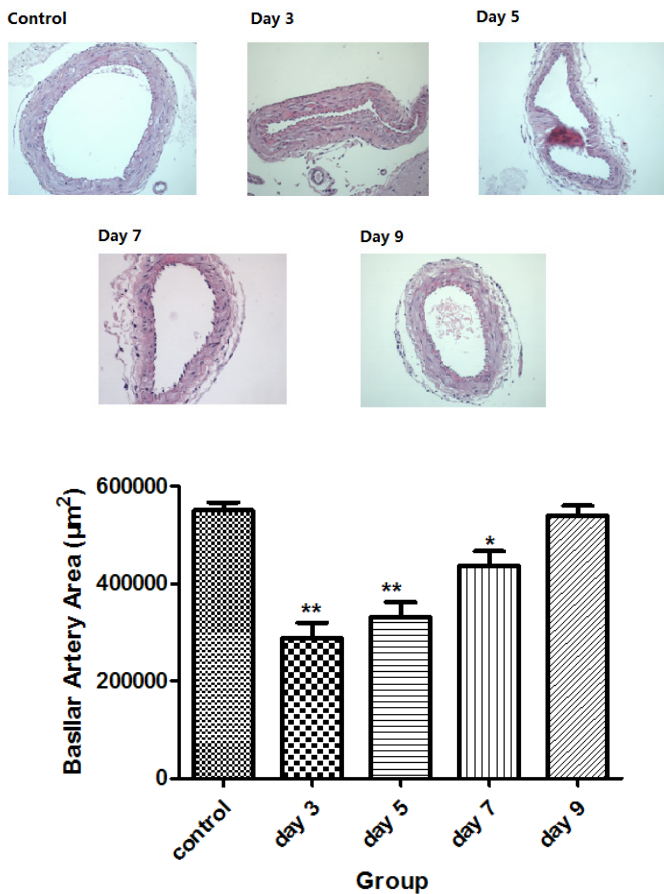 Control
Day 3
Day 5
Day 7
Day 9
Basilar Artery Area (µm²)
600000
400000
200000
0
**
**
*
control
day 3
day 5
day 7
day 9
Group